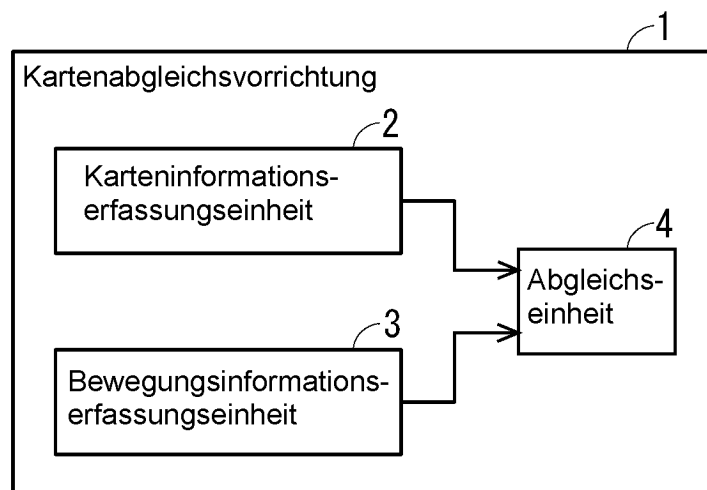 1
Kartenabgleichsvorrichtung
2
Karteninformations-
erfassungseinheit
4
Abgleichs-
einheit
3
Bewegungsinformations-
erfassungseinheit